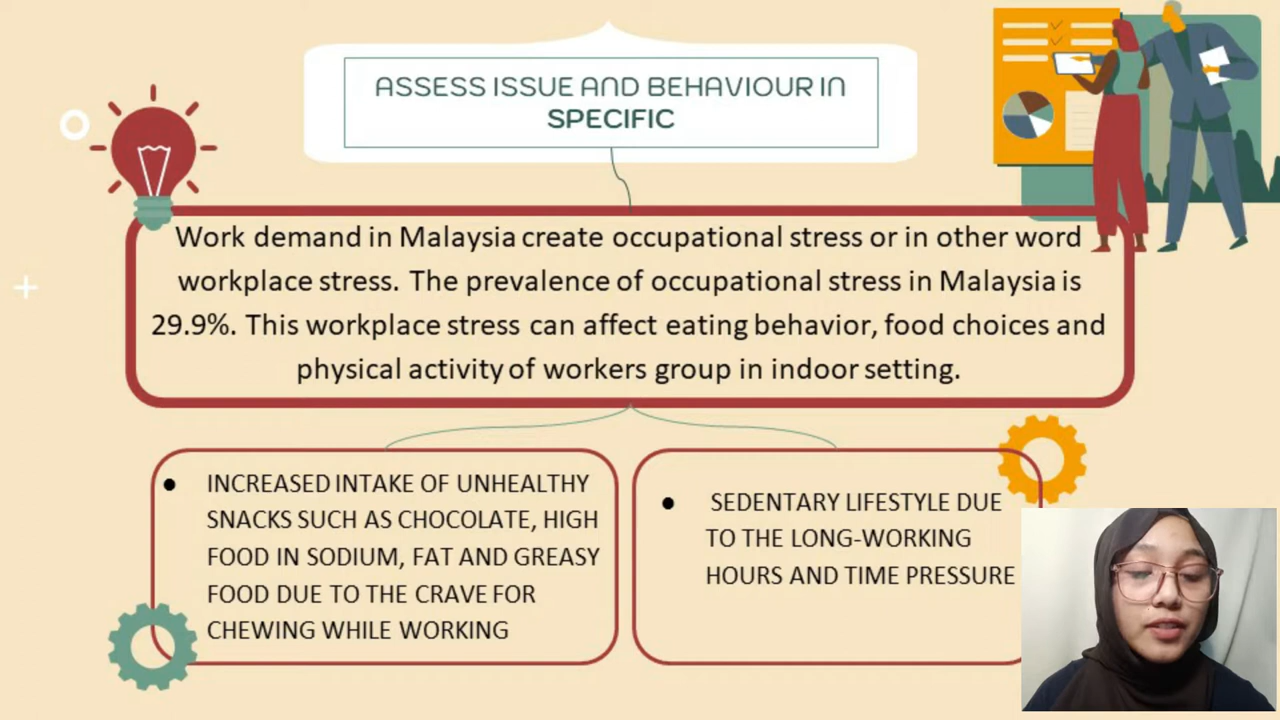 ASSESS ISSUE AND BEHAVIOUR IN
SPECIFIC
Work demand in Malaysia create occupational stress or in other word
workplace stress. The prevalence of occupational stress in Malaysia is
29.9%. This workplace stress can affect eating behavior, food choices and
physical activity of workers group in indoor setting.
● INCREASED INTAKE OF UNHEALTHY
SNACKS SUCH AS CHOCOLATE, HIGH
FOOD IN SODIUM, FAT AND GREASY
FOOD DUE TO THE CRAVE FOR
CHEWING WHILE WORKING
● SEDENTARY LIFESTYLE DUE
TO THE LONG-WORKING
HOURS AND TIME PRESSURE